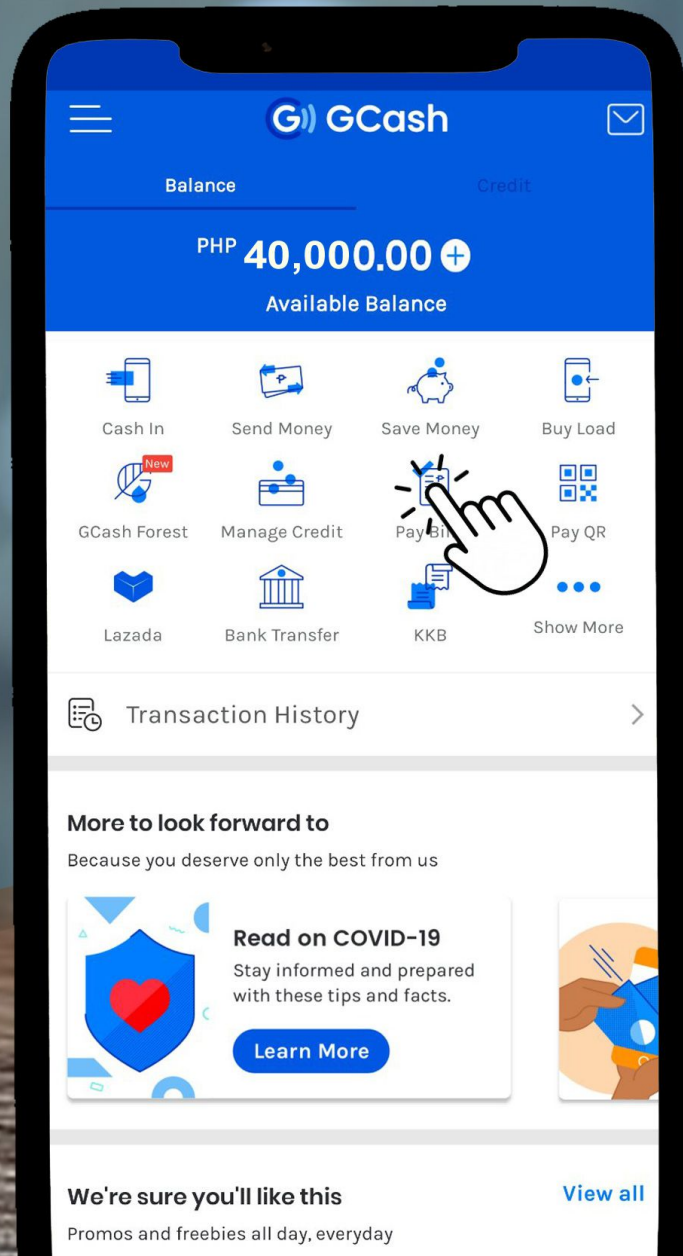 GCash
Balance
Credit
PHP 40,000.00
Available Balance
Cash In
Send Money
Save Money
Buy Load
New
GCash Forest
Manage Credit
Pay
Pay QR
Lazada
Bank Transfer
KKB
Show More
Transaction History
More to look forward to
Because you deserve only the best from us
Read on COVID-19
Stay informed and prepared
with these tips and facts.
Learn More
We're sure you'll like this
View all
Promos and freebies all day, everyday